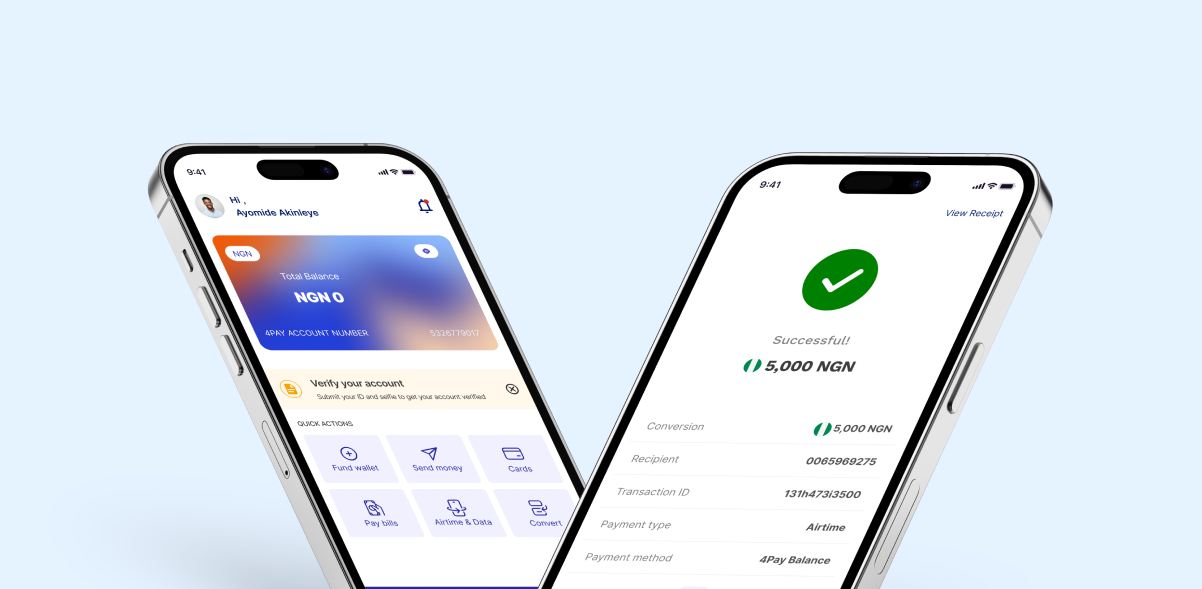 9:41
Hi ,
Ayomide Akinleye
NGN
Total Balance
NGN 0
4PAY ACCOUNT NUMBER 5326779017
Verify your account
Submit your ID and selfie to get your account verified
QUICK ACTIONS
Fund wallet Send money Cards
Pay bills Airtime & Data Convert
9:41
View Receipt
Successful!
5,000 NGN
Conversion 5,000 NGN
Recipient 0065969275
Transaction ID 131h473i3500
Payment type Airtime
Payment method 4Pay Balance